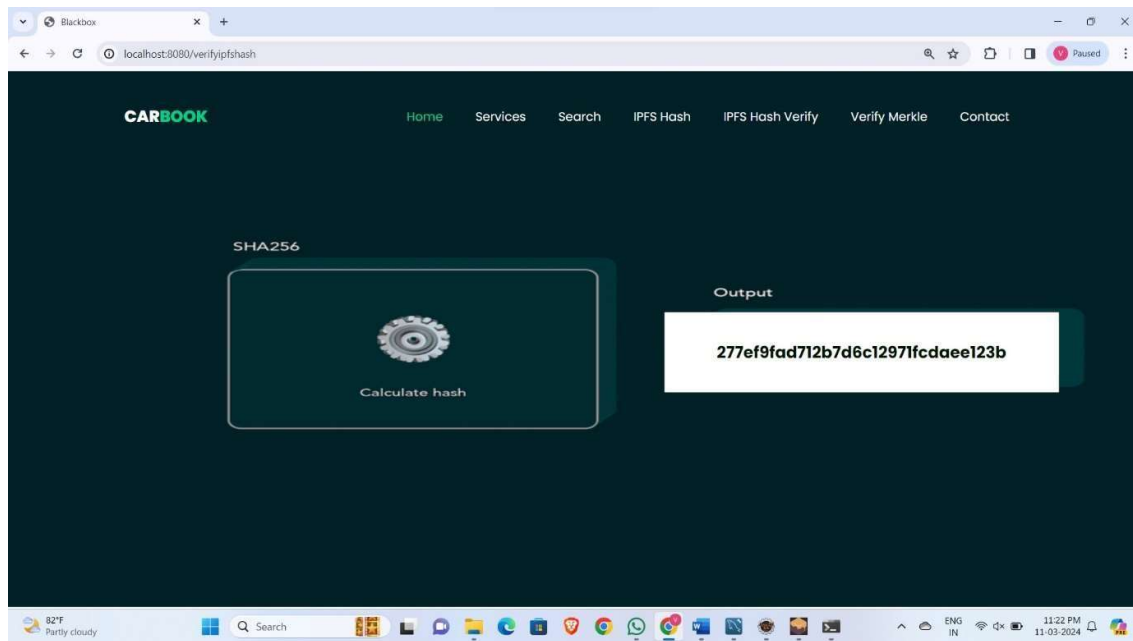 Blackbox
localhost:8080/verifyipfshash
Paused
CARBOOK
Home Services Search IPFS Hash IPFS Hash Verify Verify Merkle Contact
SHA256
Calculate hash
Output
277ef9fad712b7d6c12971fcdaee123b
82°F
Partly cloudy
Search
ENG
IN
11:22 PM
11-03-2024